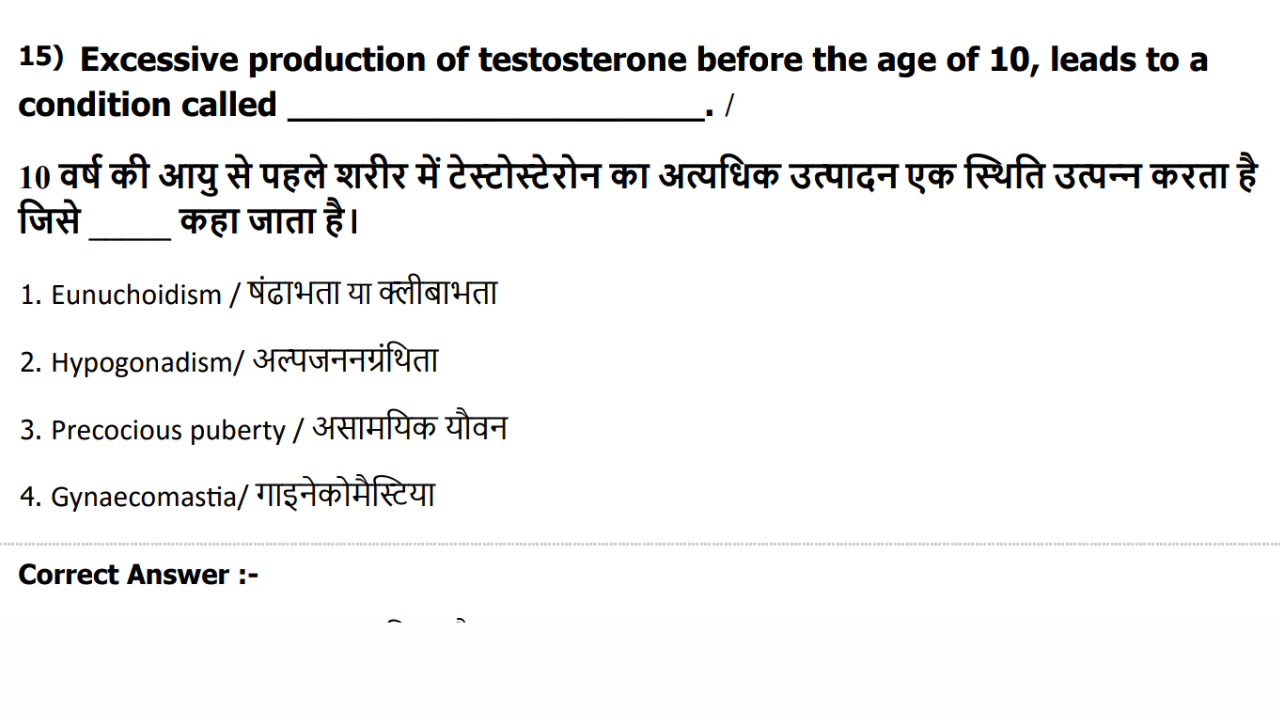 15) Excessive production of testosterone before the age of 10, leads to a
condition called _________________________. /
10 वर्ष की आयु से पहले शरीर में टेस्टोस्टेरोन का अत्यधिक उत्पादन एक स्थिति उत्पन्न करता है
जिसे _____ कहा जाता है।
1. Eunuchoidism / षंढाभता या क्लीबाभता
2. Hypogonadism/ अल्पजननग्रंथिता
3. Precocious puberty / असामयिक यौवन
4. Gynaecomastia/ गाइनेकोमैस्टिया
Correct Answer :-